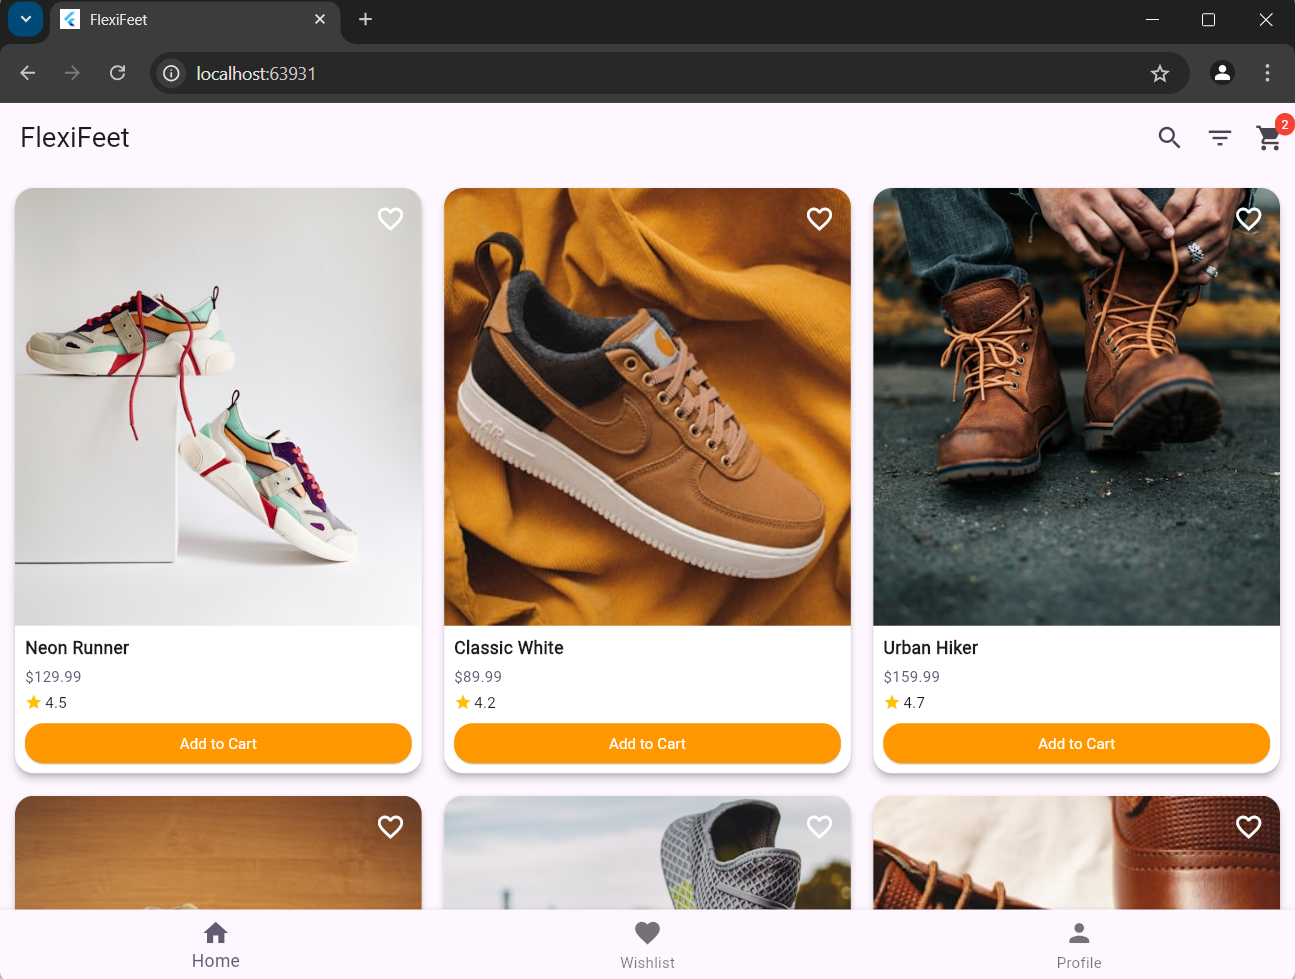 FlexiFeet
localhost:63931
FlexiFeet
2
AIR
Neon Runner
$129.99
4.5
Add to Cart
Classic White
$89.99
4.2
Add to Cart
Urban Hiker
$159.99
4.7
Add to Cart
Home
Wishlist
Profile